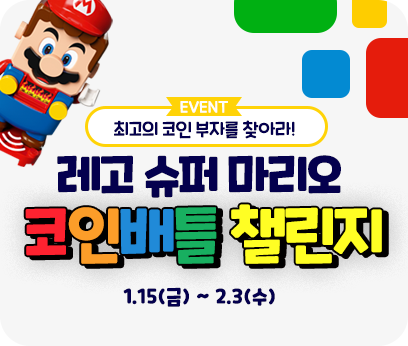 EVENT
최고의 코인 부자를 찾아라!
레고 슈퍼 마리오
코인배틀 챌린지
1.15(금) ~ 2.3(수)